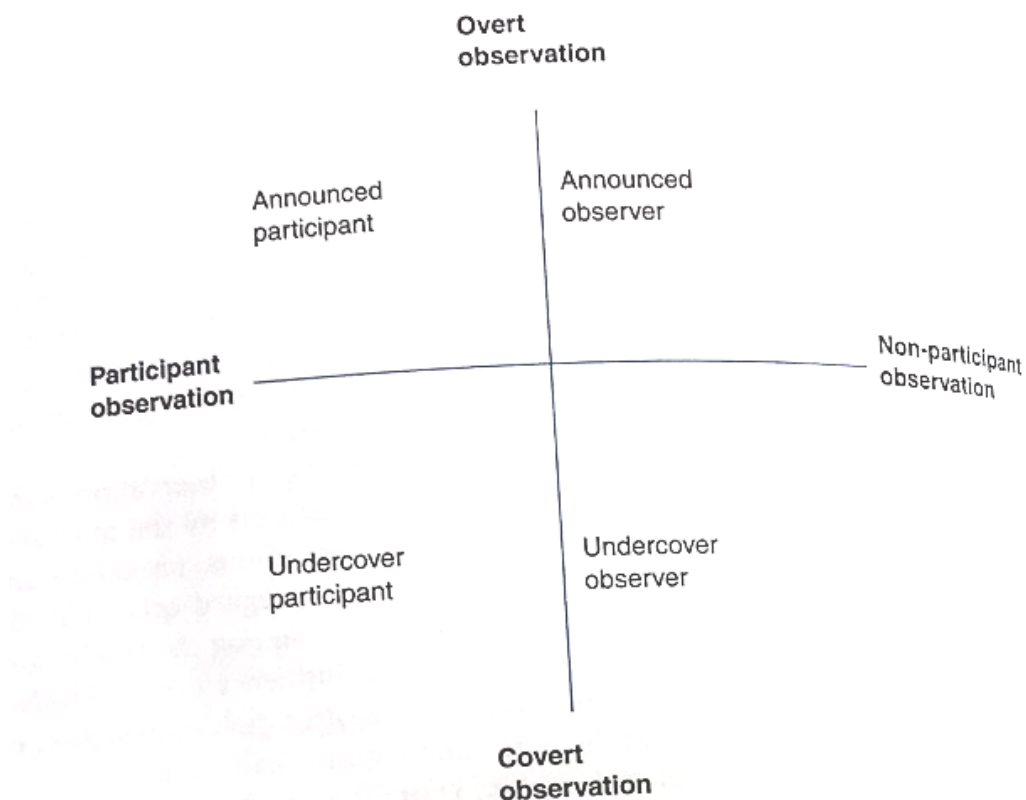 Overt
observation
Announced
participant
Announced
observer
Participant
observation
Non-participant
observation
Undercover
participant
Undercover
observer
Covert
observation